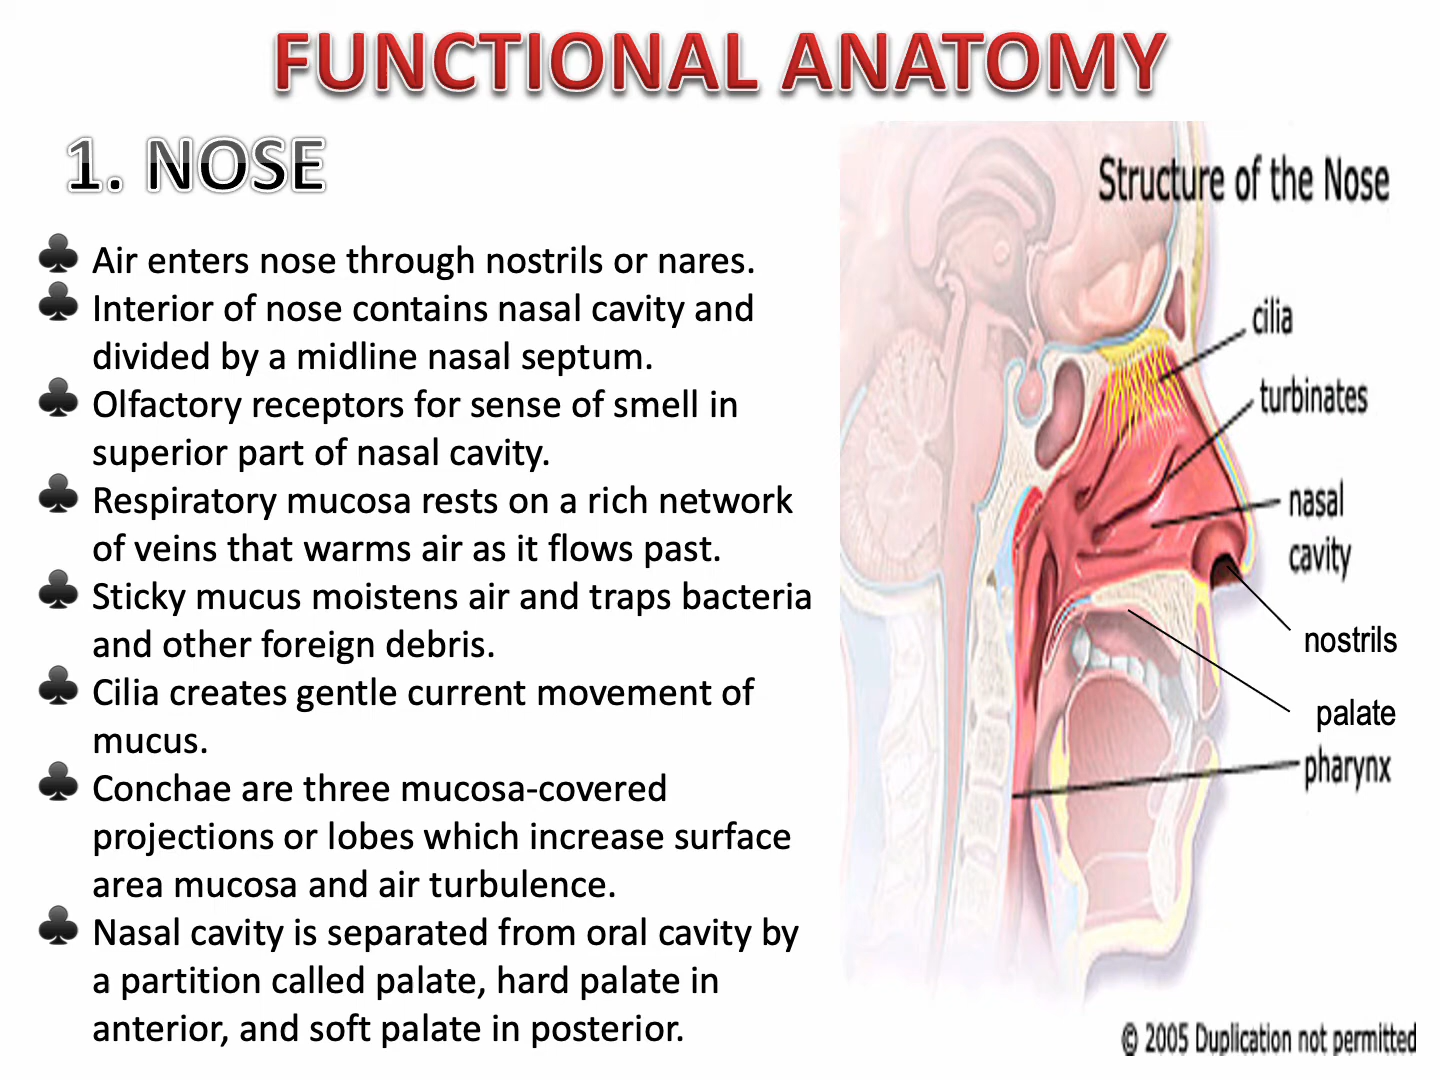 FUNCTIONAL ANATOMY
1. NOSE
♣ Air enters nose through nostrils or nares.
♣ Interior of nose contains nasal cavity and
divided by a midline nasal septum.
♣ Olfactory receptors for sense of smell in
superior part of nasal cavity.
♣ Respiratory mucosa rests on a rich network
of veins that warms air as it flows past.
♣ Sticky mucus moistens air and traps bacteria
and other foreign debris.
♣ Cilia creates gentle current movement of
mucus.
♣ Conchae are three mucosa-covered
projections or lobes which increase surface
area mucosa and air turbulence.
♣ Nasal cavity is separated from oral cavity by
a partition called palate, hard palate in
anterior, and soft palate in posterior.
Structure of the Nose
cilia
turbinates
nasal
cavity
nostrils
palate
pharynx
© 2005 Duplication not permitted